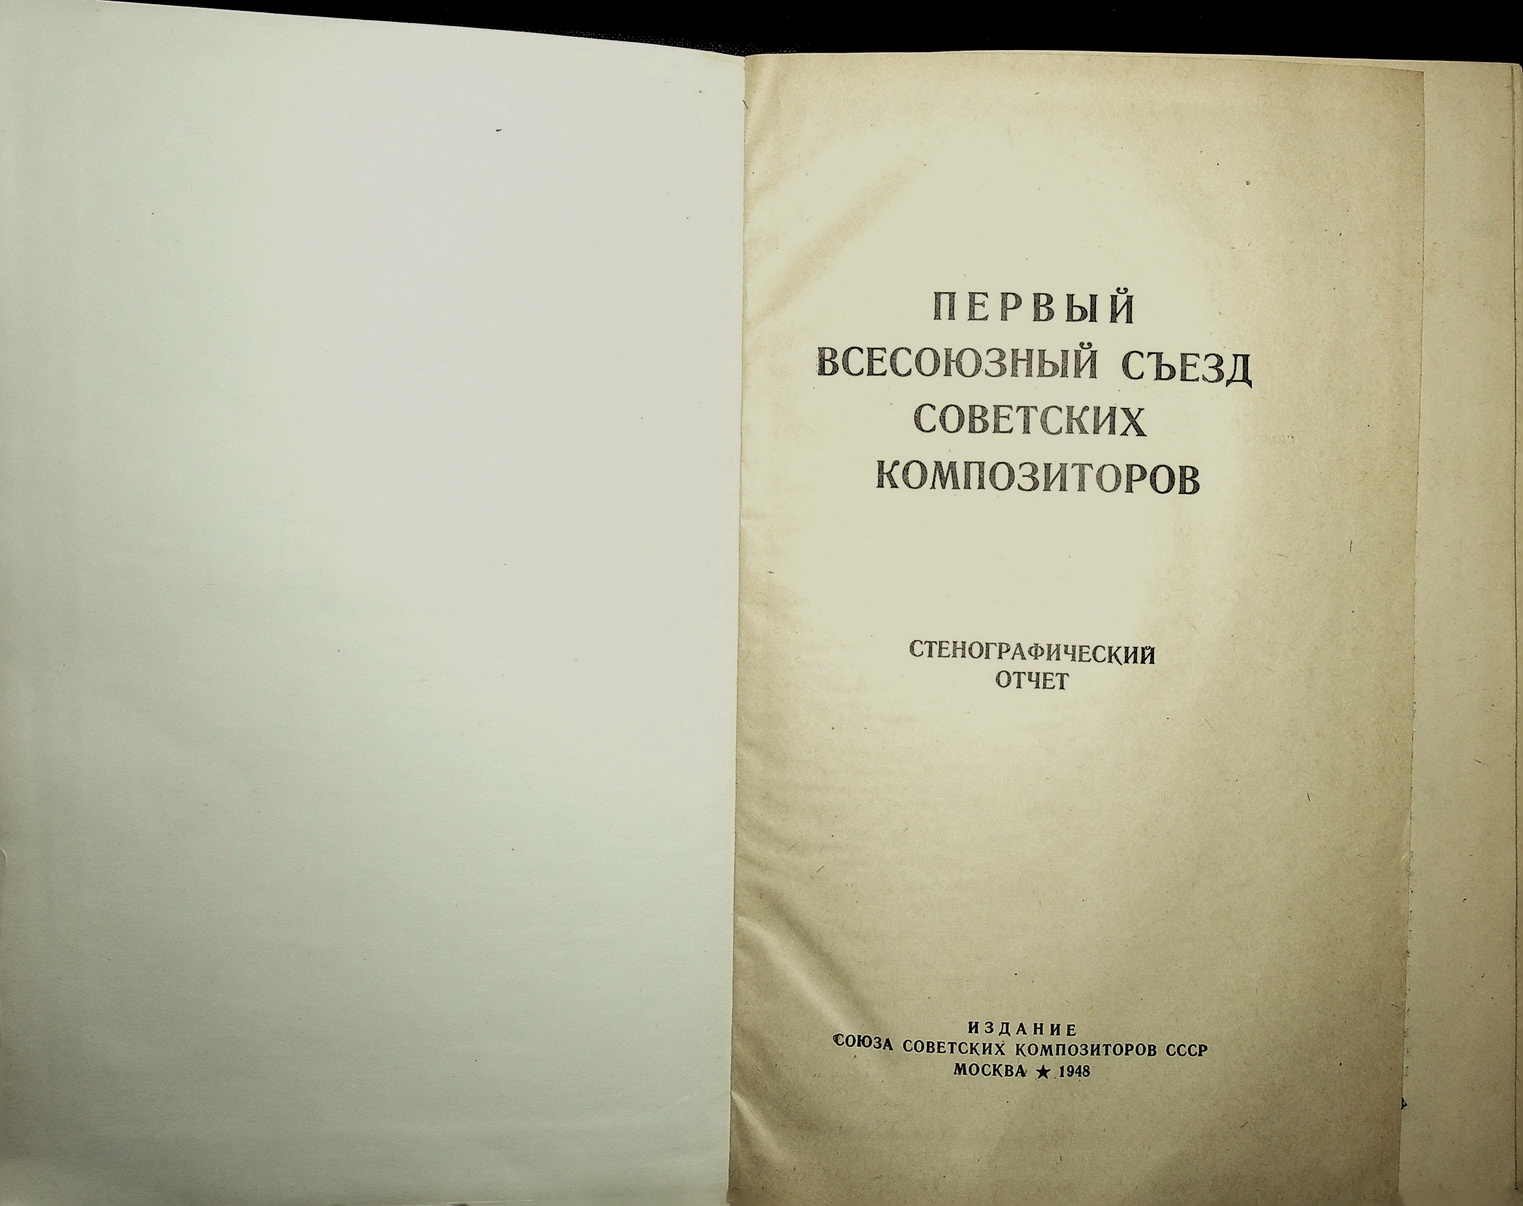 ПЕРВЫЙ
ВСЕСОЮЗНЫЙ СЪЕЗД
СОВЕТСКИХ
КОМПОЗИТОРОВ
СТЕНОГРАФИЧЕСКИЙ
ОТЧЕТ
ИЗДАНИЕ
СОЮЗА СОВЕТСКИХ КОМПОЗИТОРОВ СССР
МОСКВА ★ 1948